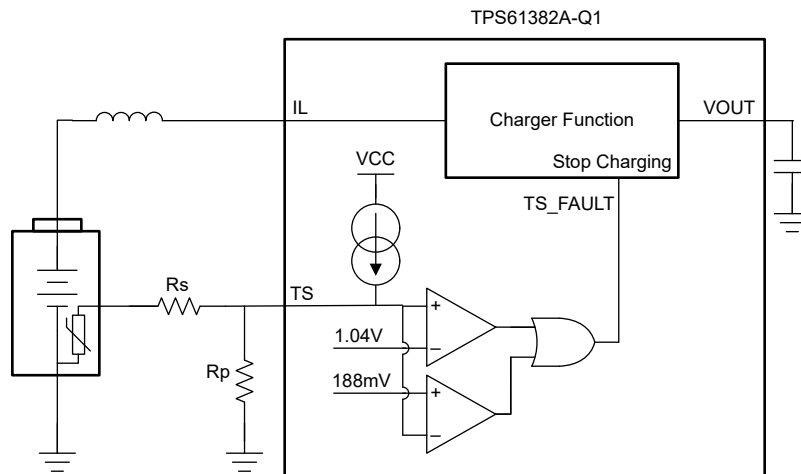 TPS61382A-Q1
IL
Charger Function
VOUT
Stop Charging
VCC
TS_FAULT
Rs
TS
1.04V
Rp
188mV
+
−
+
−